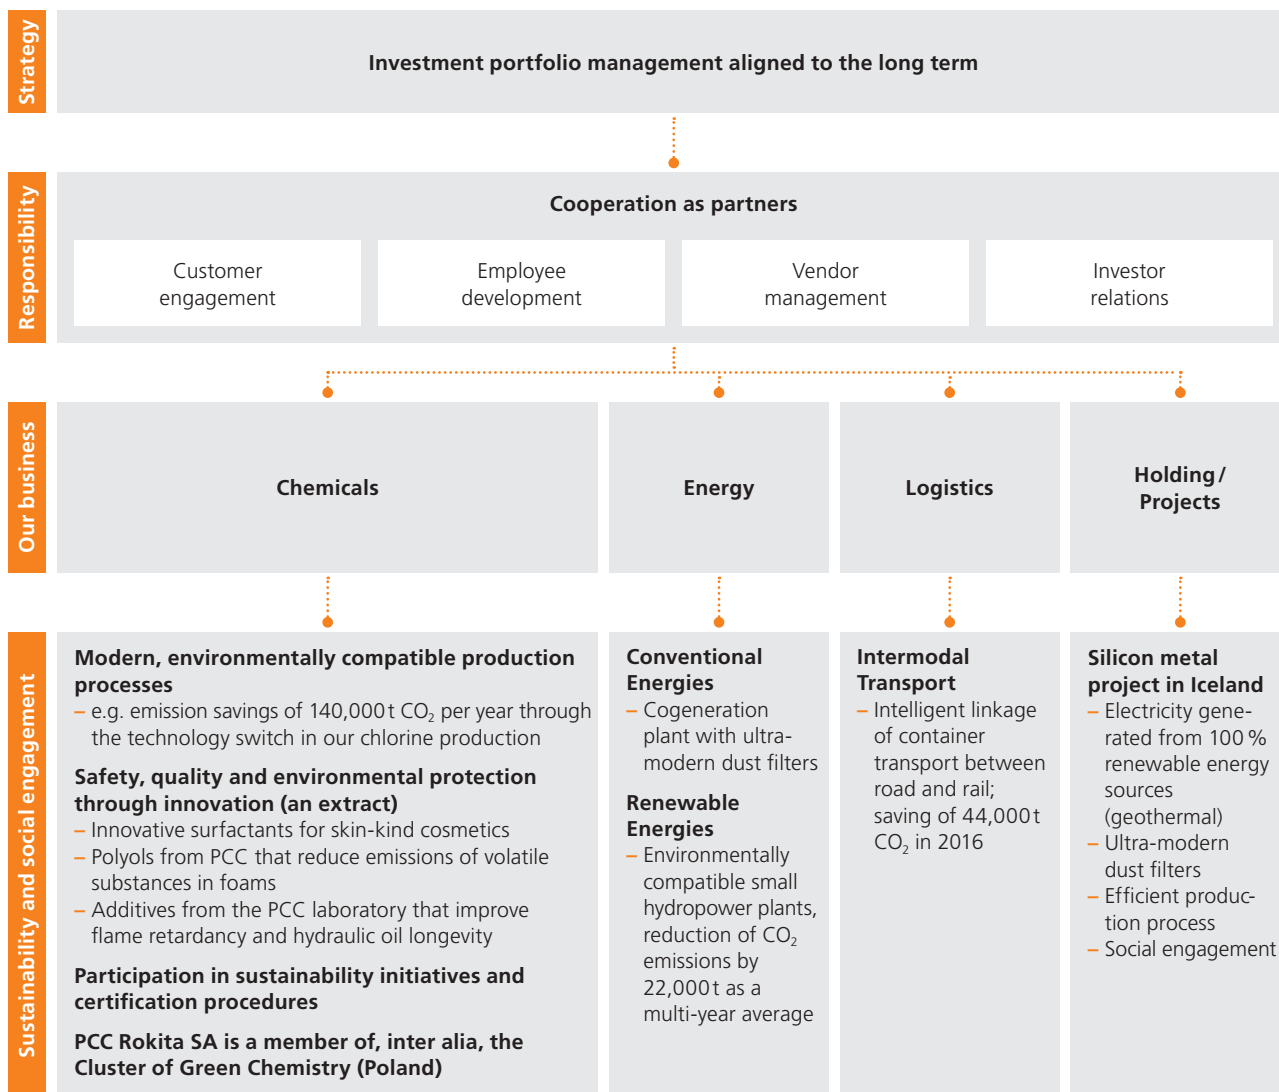 Strategy
Investment portfolio management aligned to the long term
Responsibility
Cooperation as partners
Customer
engagement
Employee
development
Vendor
management
Investor
relations
Our business
Chemicals
Energy
Logistics
Holding/
Projects
Sustainability and social engagement
Modern, environmentally compatible production
processes
– e.g. emission savings of 140,000 t CO₂ per year through
the technology switch in our chlorine production
Safety, quality and environmental protection
through innovation (an extract)
– Innovative surfactants for skin-kind cosmetics
– Polyols from PCC that reduce emissions of volatile
substances in foams
– Additives from the PCC laboratory that improve
flame retardancy and hydraulic oil longevity
Participation in sustainability initiatives and
certification procedures
PCC Rokita SA is a member of, inter alia, the
Cluster of Green Chemistry (Poland)
Conventional
Energies
– Cogeneration
plant with ultra-
modern dust filters
Renewable
Energies
– Environmentally
compatible small
hydropower plants,
reduction of CO₂
emissions by
22,000 t as a
multi-year average
Intermodal
Transport
– Intelligent linkage
of container
transport between
road and rail;
saving of 44,000 t
CO₂ in 2016
Silicon metal
project in Iceland
– Electricity gene-
rated from 100 %
renewable energy
sources
(geothermal)
– Ultra-modern
dust filters
– Efficient produc-
tion process
– Social engagement